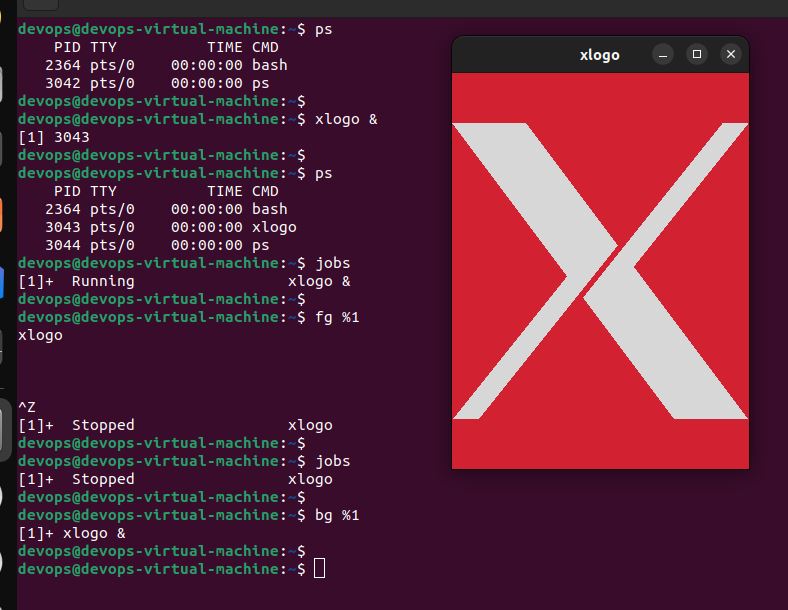 devops@devops-virtual-machine:~$ ps
    PID TTY          TIME CMD
   2364 pts/0    00:00:00 bash
   3042 pts/0    00:00:00 ps
devops@devops-virtual-machine:~$
devops@devops-virtual-machine:~$ xlogo &
[1] 3043
devops@devops-virtual-machine:~$
devops@devops-virtual-machine:~$ ps
    PID TTY          TIME CMD
   2364 pts/0    00:00:00 bash
   3043 pts/0    00:00:00 xlogo
   3044 pts/0    00:00:00 ps
devops@devops-virtual-machine:~$ jobs
[1]+  Running                 xlogo &
devops@devops-virtual-machine:~$
devops@devops-virtual-machine:~$ fg %1
xlogo
^Z
[1]+  Stopped                 xlogo
devops@devops-virtual-machine:~$
devops@devops-virtual-machine:~$ jobs
[1]+  Stopped                 xlogo
devops@devops-virtual-machine:~$
devops@devops-virtual-machine:~$ bg %1
[1]+ xlogo &
devops@devops-virtual-machine:~$
devops@devops-virtual-machine:~$
xlogo